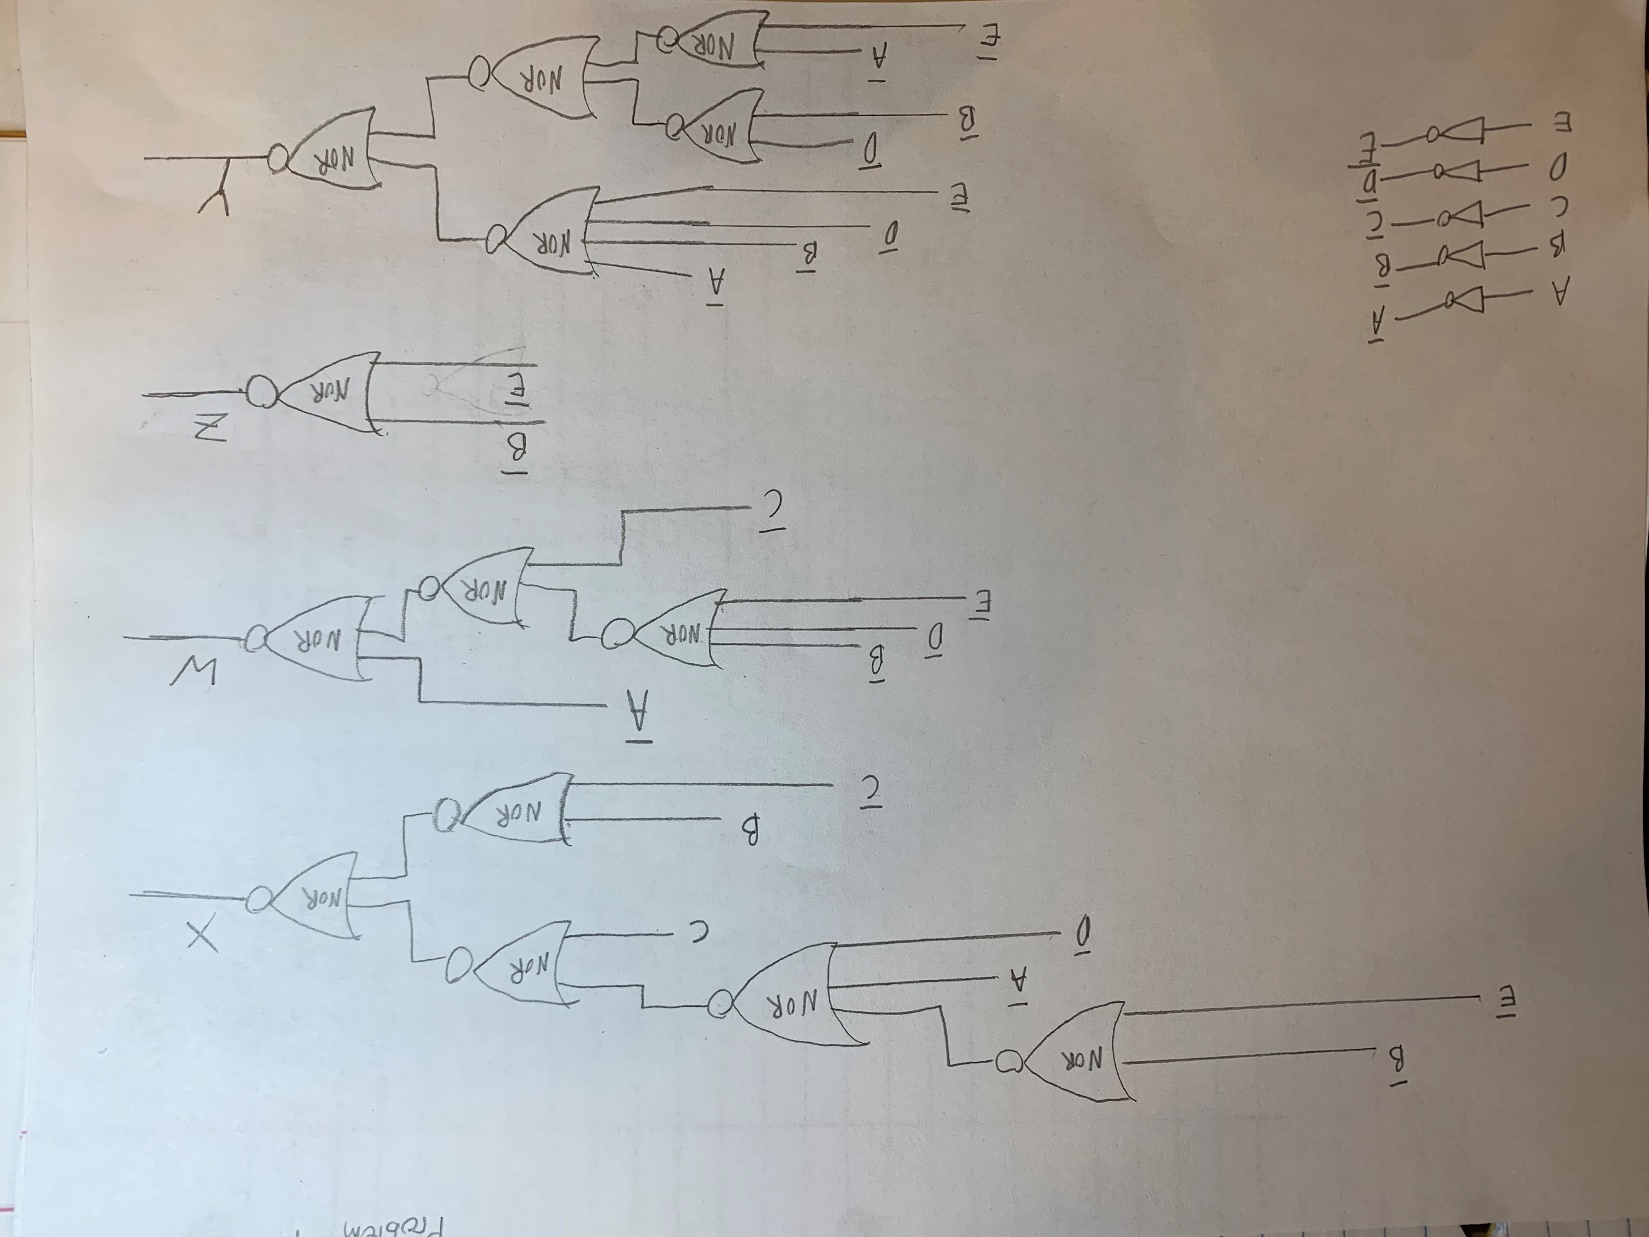 Problem
B̅
NOR
E̅
A̅
NOR
D̅
C
NOR
X
NOR
B
NOR
C̅
A̅
W
NOR
B̅
D̅
NOR
E̅
NOR
C̅
B̅
Z
E̅
NOR
A A̅
B B̅
C C̅
D D̅
E E̅
A̅
B̅
D̅
NOR
E̅
Y
NOR
D̅
NOR
B̅
NOR
A̅
NOR
E̅